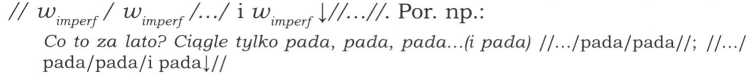 // w_imperf / w_imperf /.../ i w_imperf ↓//...//. Por. np.:
Co to za lato? Ciągle tylko pada, pada, pada...(i pada) //.../pada/pada//; //.../
pada/pada/i pada↓//